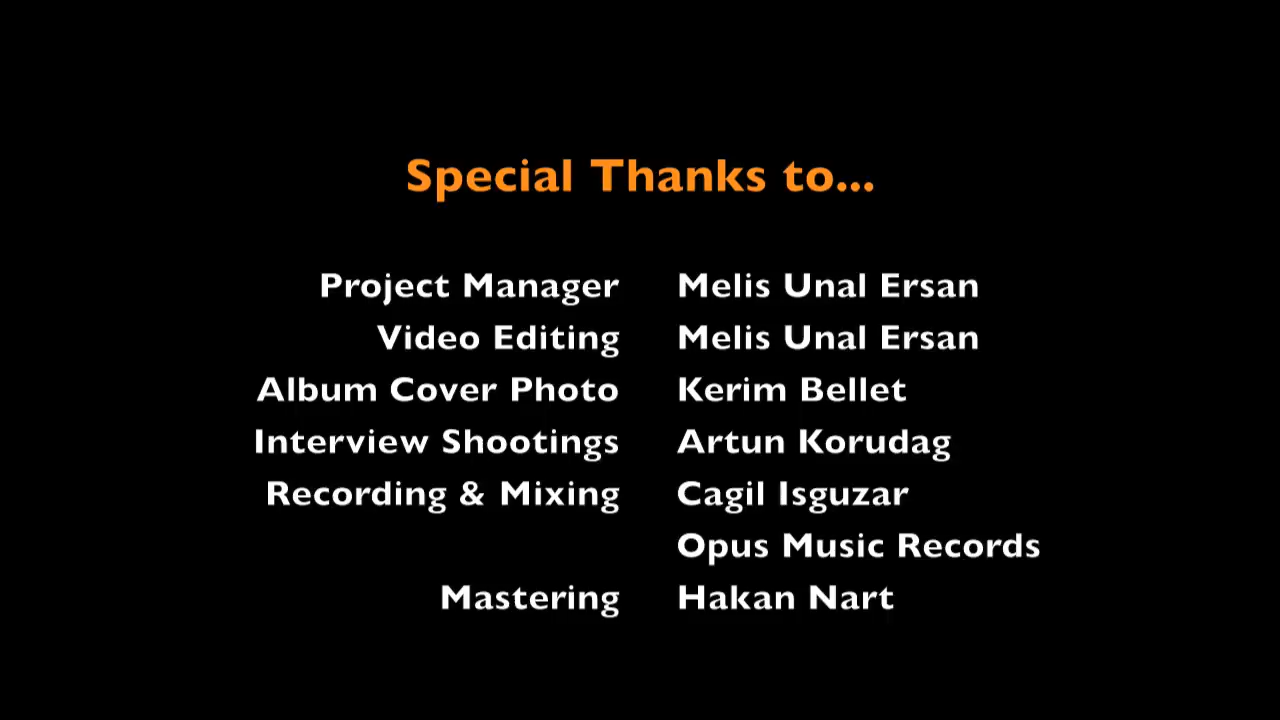 Special Thanks to...
Project Manager Melis Unal Ersan
Video Editing Melis Unal Ersan
Album Cover Photo Kerim Bellet
Interview Shootings Artun Korudag
Recording & Mixing Cagil Isguzar
Opus Music Records
Mastering Hakan Nart